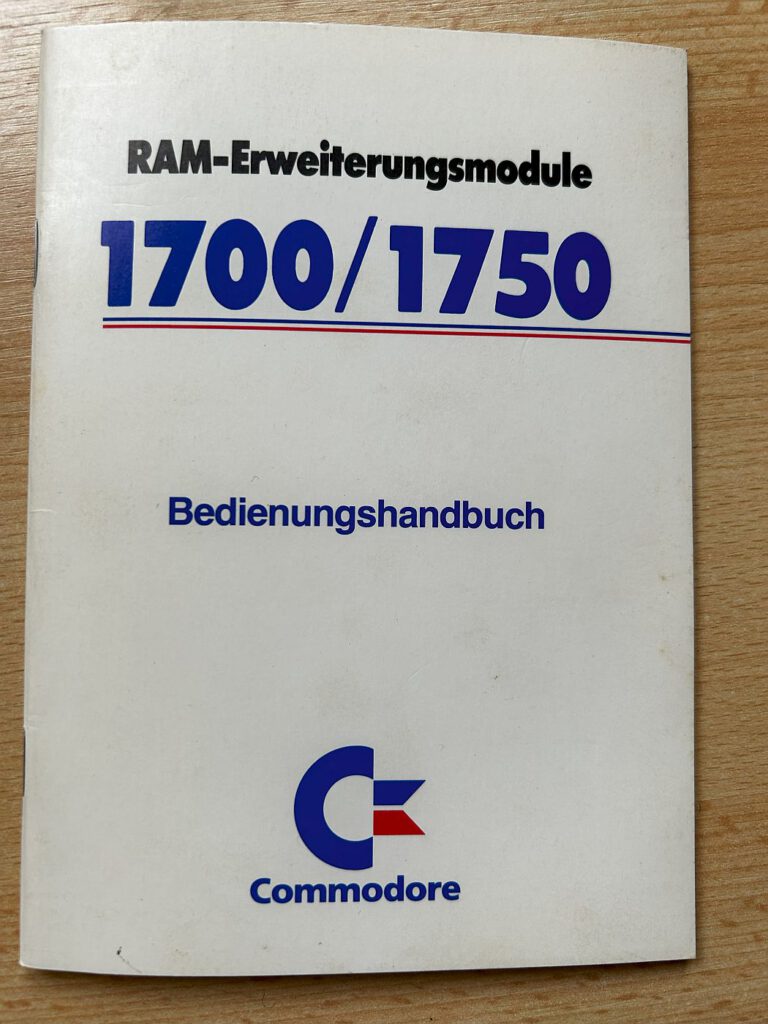 RAM-Erweiterungsmodule
1700/1750
Bedienungshandbuch
Commodore